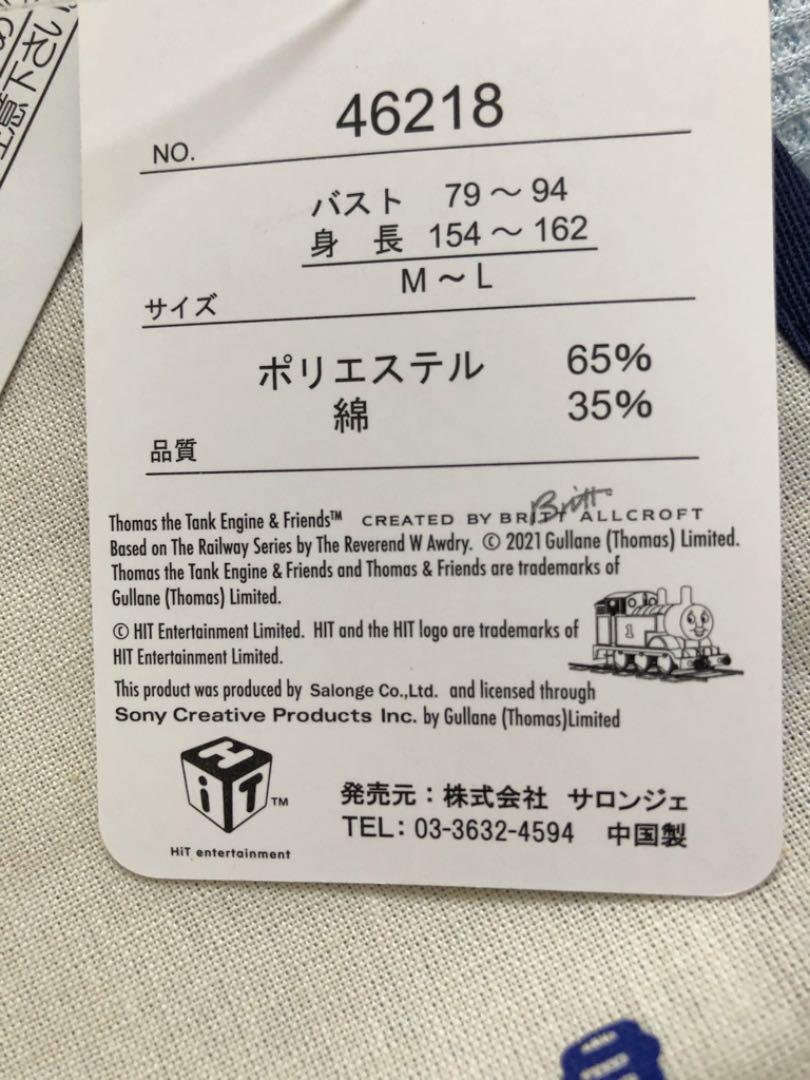 46218
NO.
バスト 79～94
身 長 154～162
M～L
サイズ
ポリエステル 65%
綿 35%
品質
Thomas the Tank Engine & Friends™ CREATED BY BRITT ALLCROFT
Britt
Based on The Railway Series by The Reverend W Awdry. © 2021 Gullane (Thomas) Limited.
Thomas the Tank Engine & Friends and Thomas & Friends are trademarks of
Gullane (Thomas) Limited.
© HIT Entertainment Limited. HIT and the HIT logo are trademarks of
HIT Entertainment Limited.
1
This product was produced by Salonge Co.,Ltd. and licensed through
Sony Creative Products Inc. by Gullane (Thomas)Limited
HiT™
HiT entertainment
発売元：株式会社 サロンジェ
TEL：03-3632-4594 中国製